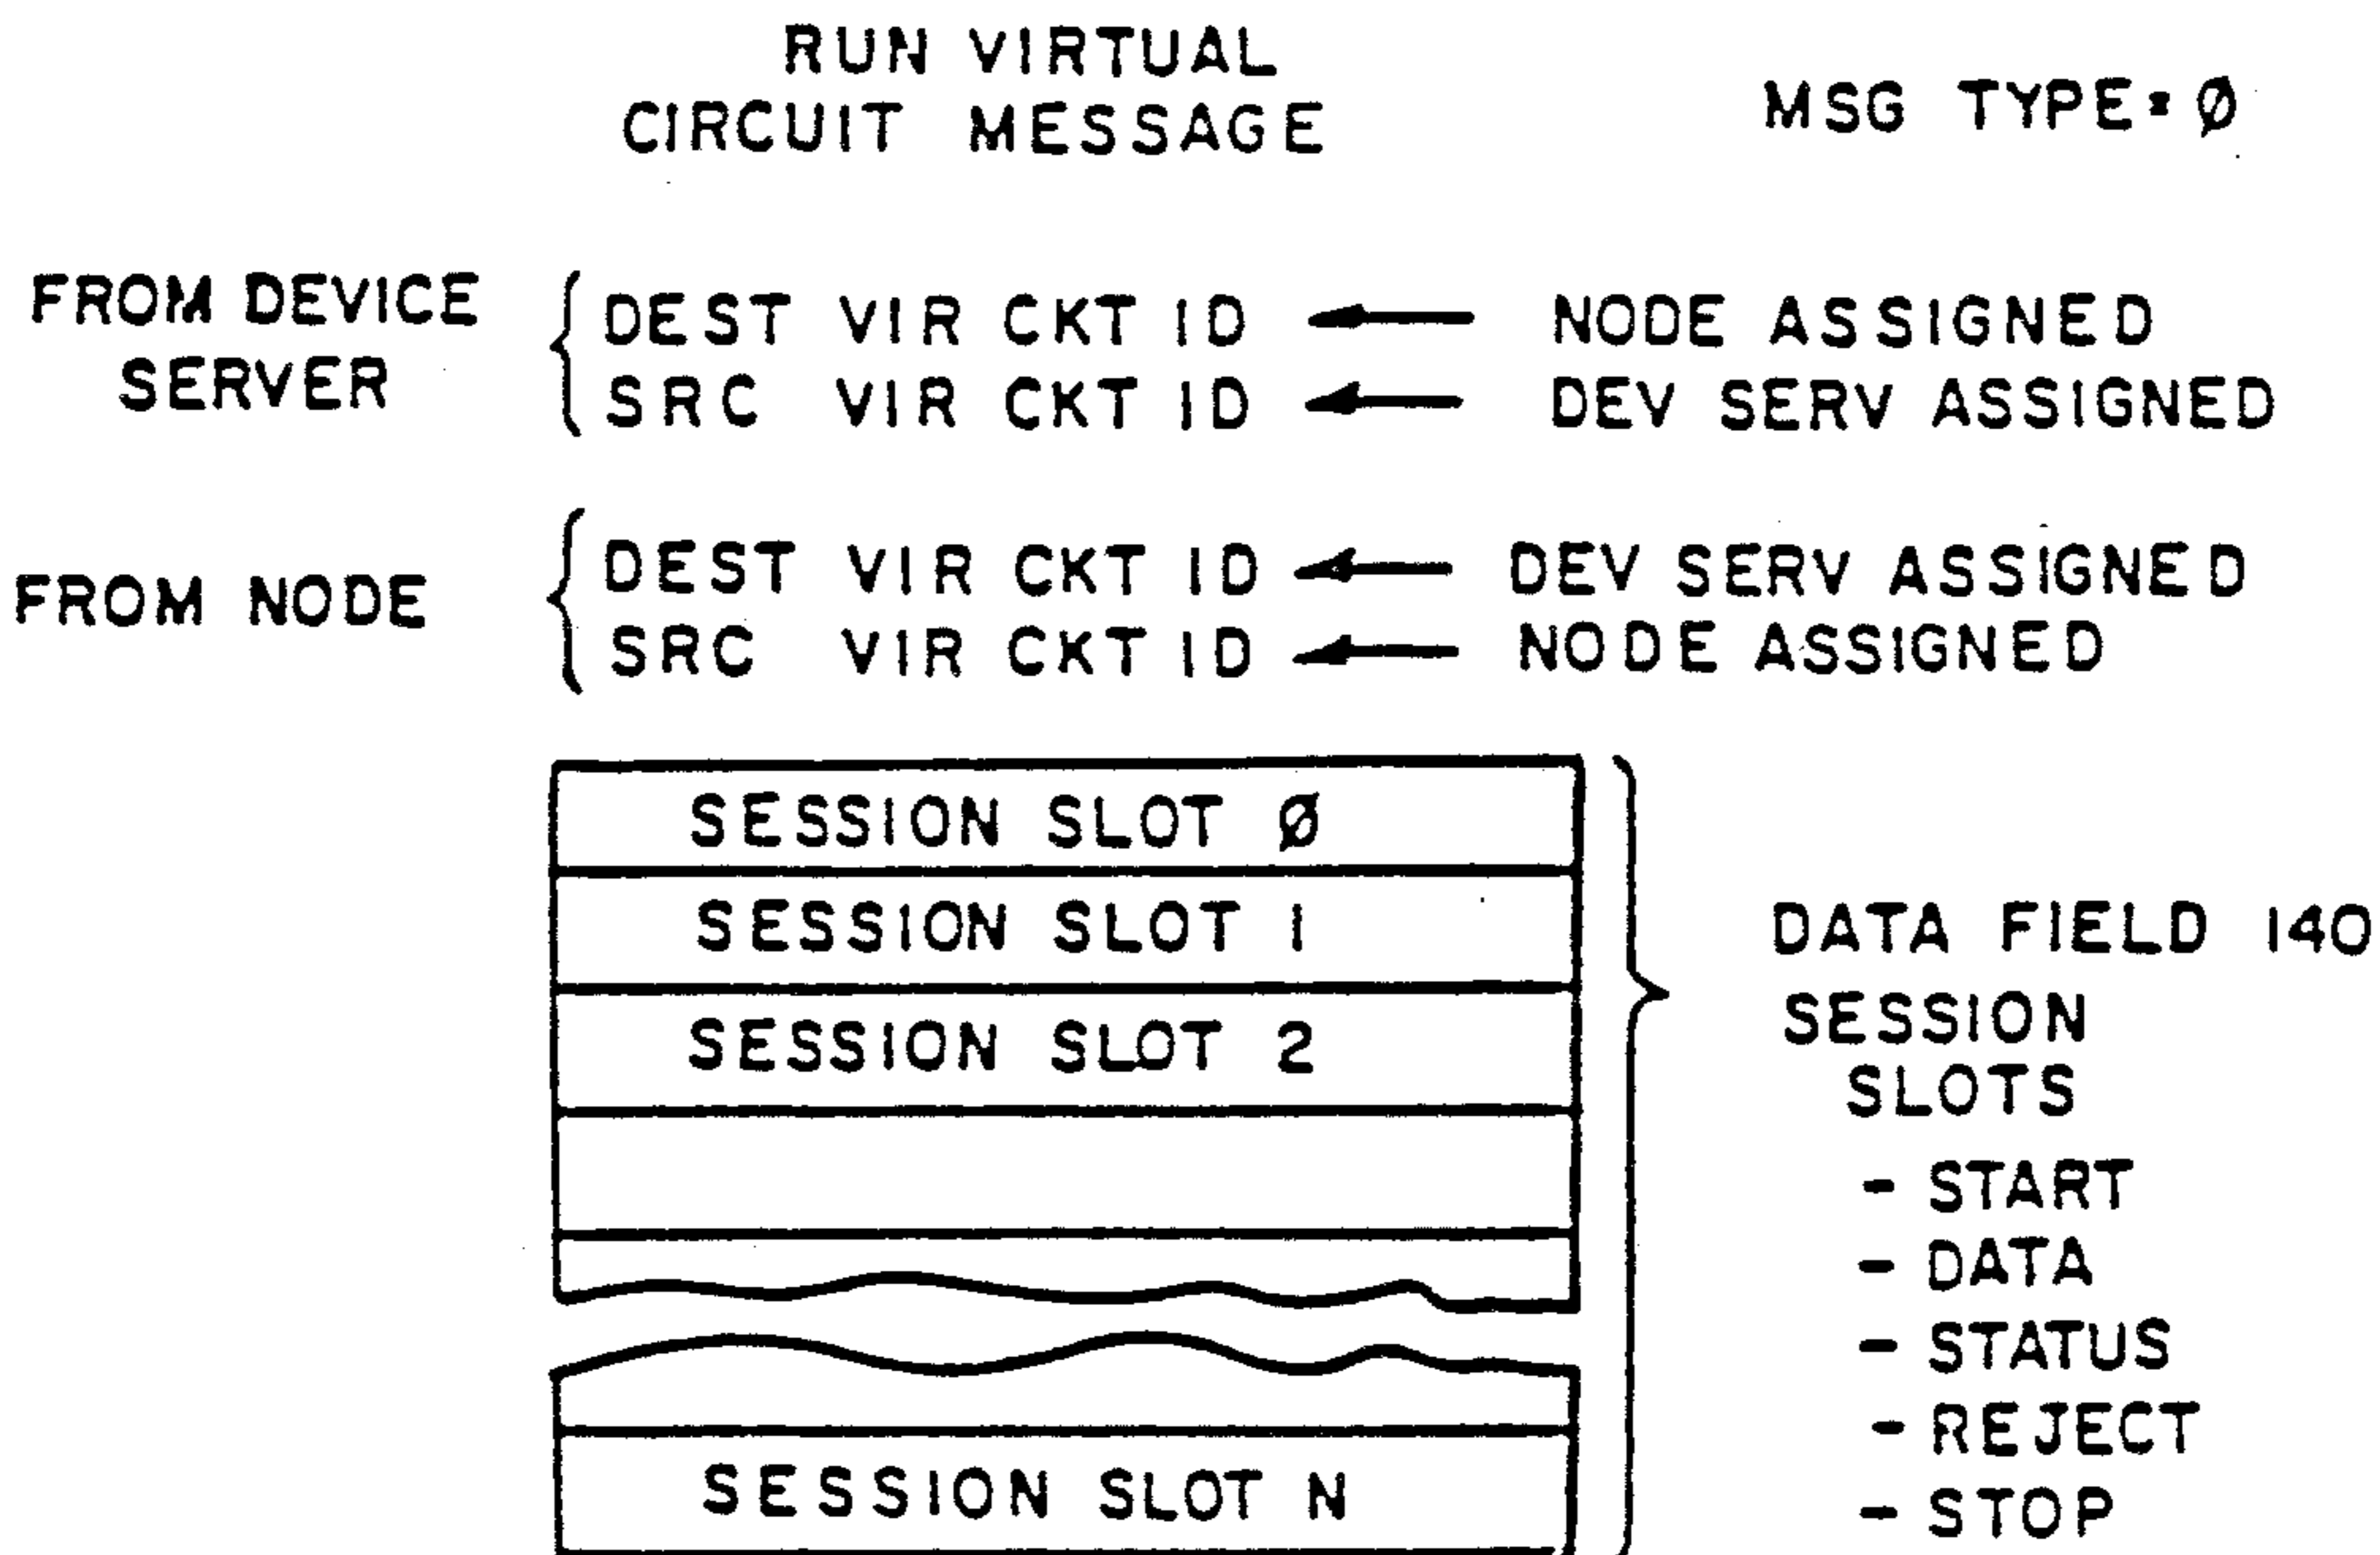 RUN VIRTUAL
CIRCUIT MESSAGE
MSG TYPE=Ø
FROM DEVICE
SERVER
DEST VIR CKT ID
NODE ASSIGNED
SRC VIR CKT ID
DEV SERV ASSIGNED
FROM NODE
DEST VIR CKT ID
DEV SERV ASSIGNED
SRC VIR CKT ID
NODE ASSIGNED
SESSION SLOT Ø
SESSION SLOT 1
SESSION SLOT 2
SESSION SLOT N
DATA FIELD 140
SESSION
SLOTS
- START
- DATA
- STATUS
- REJECT
- STOP